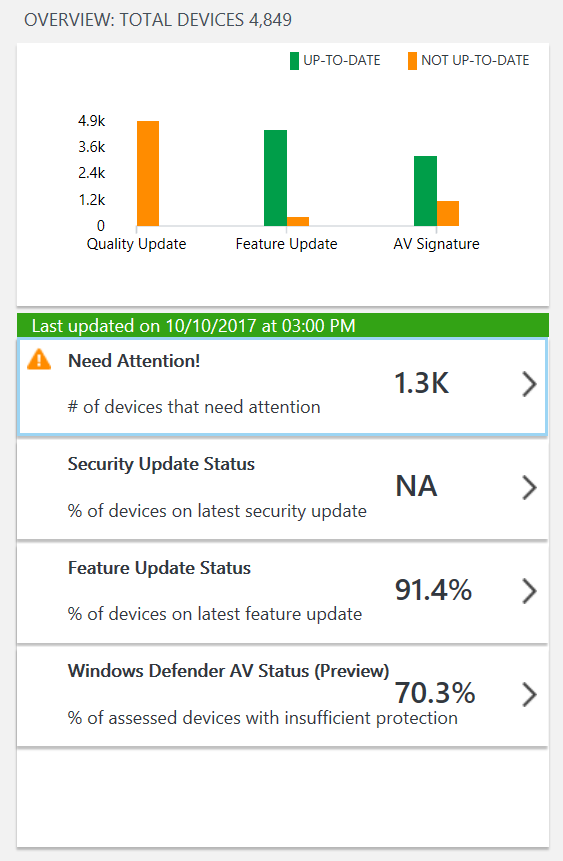 OVERVIEW: TOTAL DEVICES 4,849
UP-TO-DATE NOT UP-TO-DATE
4.9k
3.6k
2.4k
1.2k
0
Quality Update Feature Update AV Signature
Last updated on 10/10/2017 at 03:00 PM
Need Attention!
1.3K
# of devices that need attention
Security Update Status
NA
% of devices on latest security update
Feature Update Status
91.4%
% of devices on latest feature update
Windows Defender AV Status (Preview)
70.3%
% of assessed devices with insufficient protection